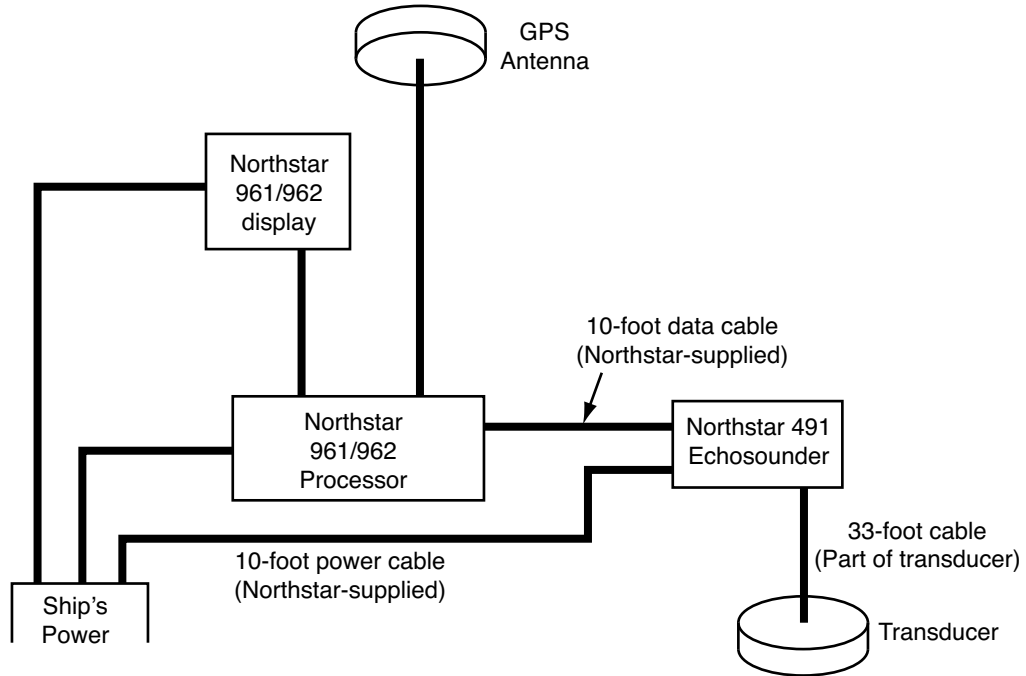 GPS
Antenna
Northstar
961/962
display
10-foot data cable
(Northstar-supplied)
Northstar
961/962
Processor
Northstar 491
Echosounder
33-foot cable
(Part of transducer)
10-foot power cable
(Northstar-supplied)
Ship's
Power
Transducer